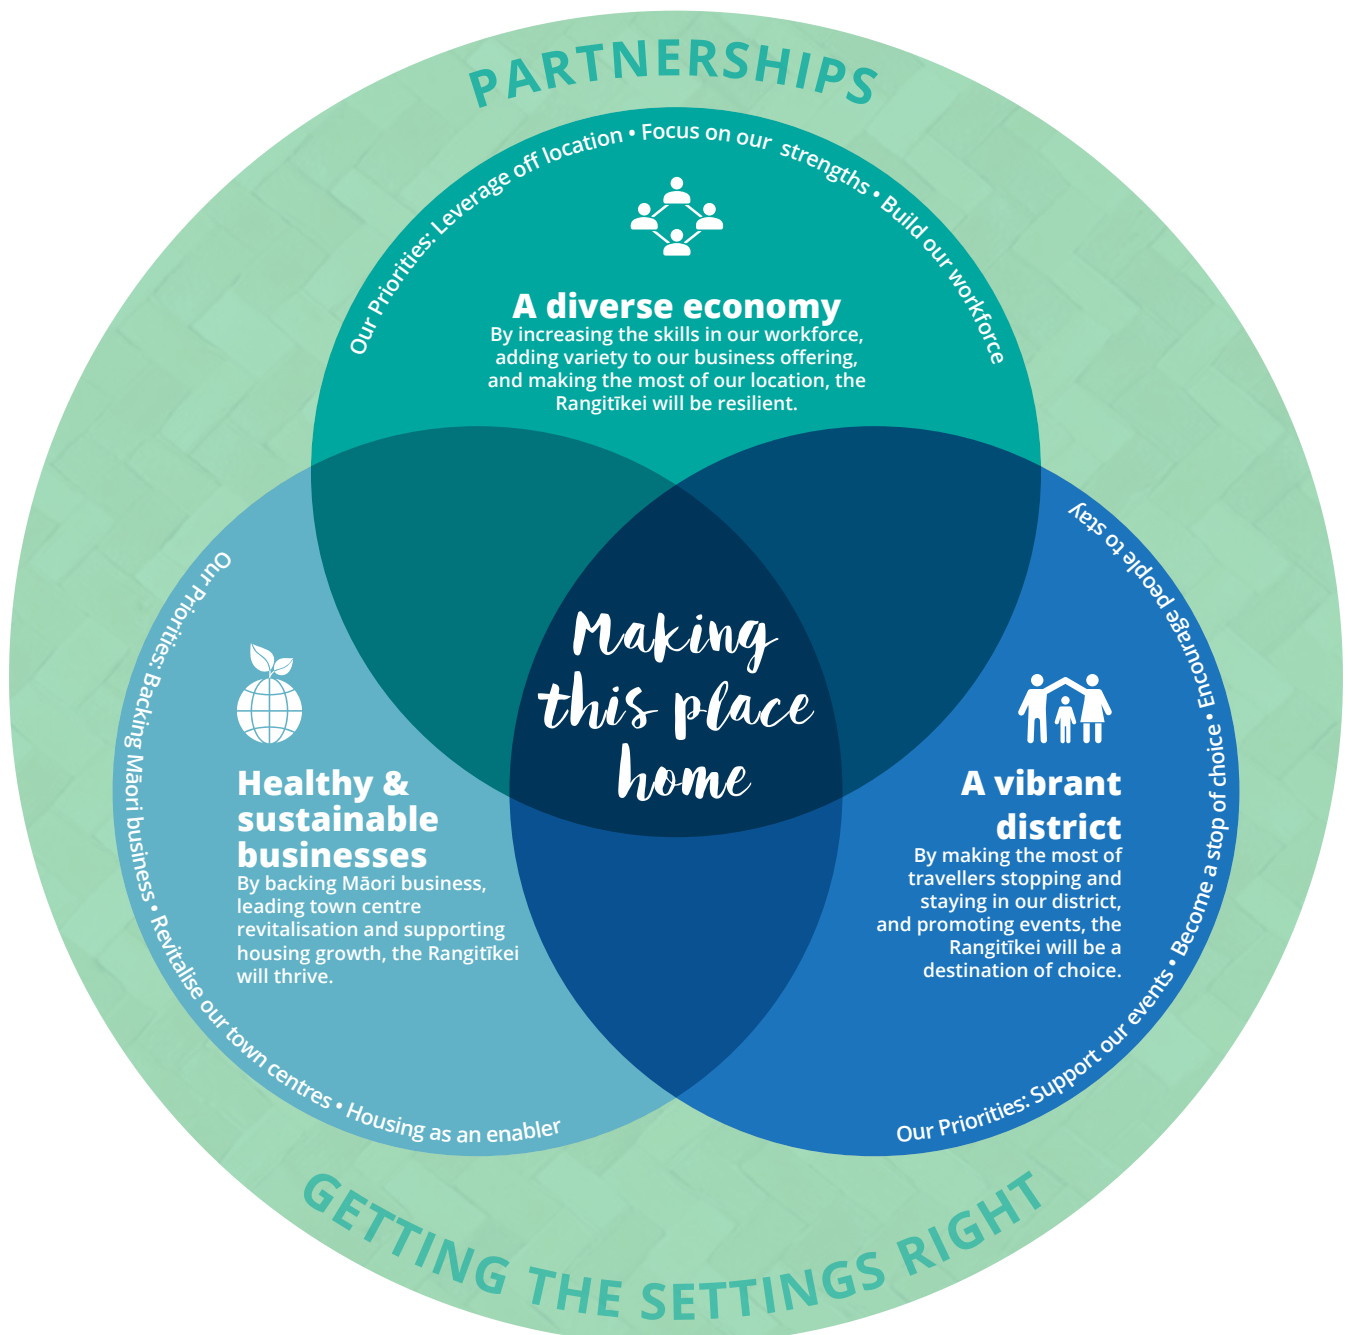 PARTNERSHIPS
Our Priorities: Leverage off location • Focus on our strengths • Build our workforce
A diverse economy
By increasing the skills in our workforce,
adding variety to our business offering,
and making the most of our location, the
Rangitīkei will be resilient.
Making
this place
home
Our Priorities: Backing Māori business • Revitalise our town centres • Housing as an enabler
Healthy &
sustainable
businesses
By backing Māori business,
leading town centre
revitalisation and supporting
housing growth, the Rangitīkei
will thrive.
Our Priorities: Support our events • Become a stop of choice • Encourage people to stay
A vibrant
district
By making the most of
travellers stopping and
staying in our district,
and promoting events, the
Rangitīkei will be a
destination of choice.
GETTING THE SETTINGS RIGHT